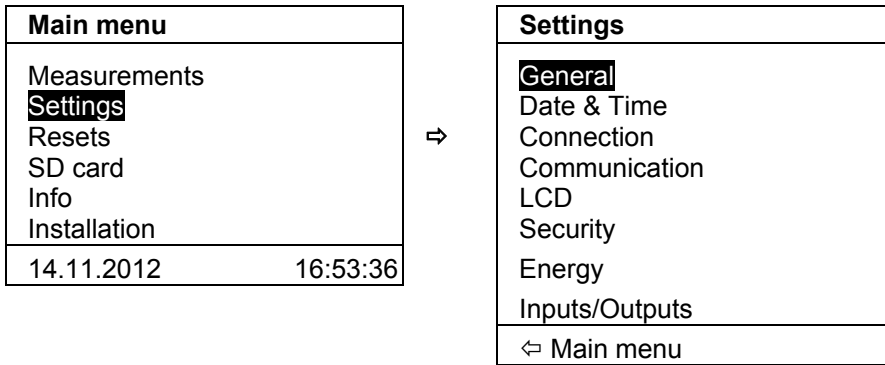 Main menu
Measurements
Settings
Resets
SD card
Info
Installation
14.11.2012 16:53:36
⇨
Settings
General
Date & Time
Connection
Communication
LCD
Security
Energy
Inputs/Outputs
⇦ Main menu